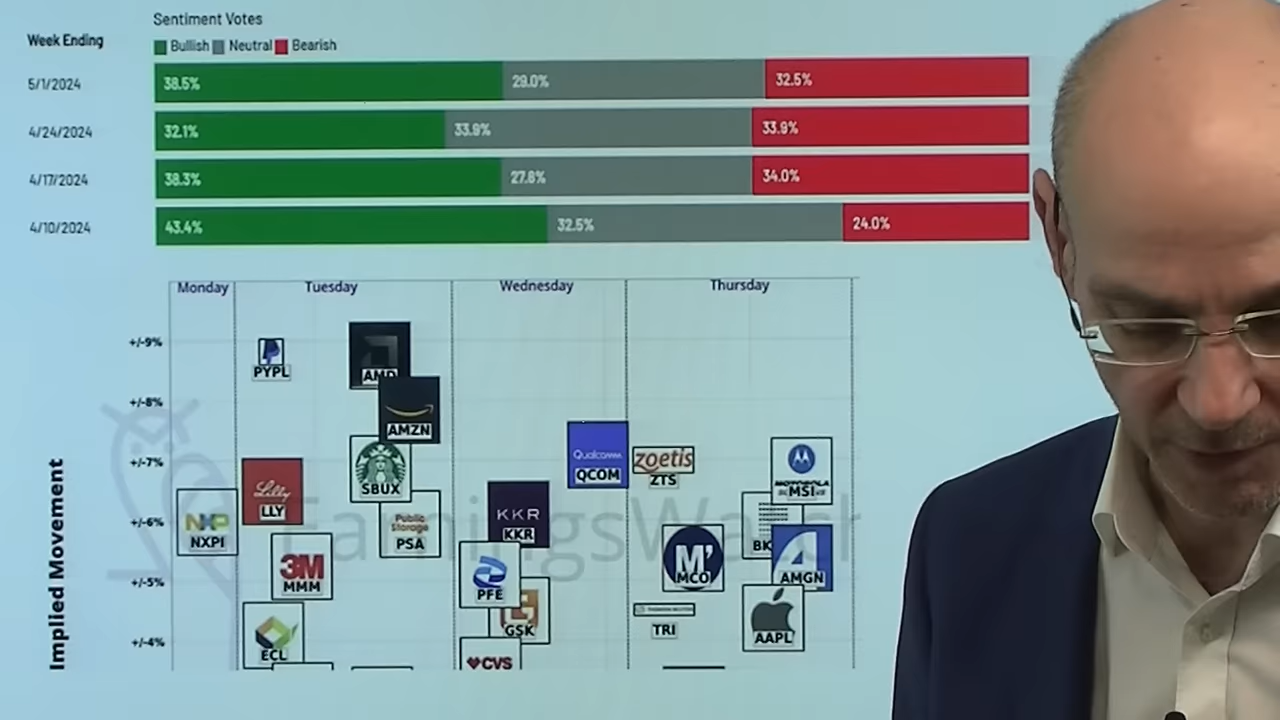 Sentiment Votes
Week Ending
Bullish Neutral Bearish
5/1/2024 38.5% 29.0% 32.5%
4/24/2024 32.1% 33.9% 33.9%
4/17/2024 38.3% 27.8% 34.0%
4/10/2024 43.4% 32.5% 24.0%
Monday Tuesday Wednesday Thursday
Implied Movement
+/-9%
PYPL
AMD
+/-8%
AMZN
+/-7%
Lilly
LLY
SBUX
Qualcomm
QCOM
zoetis
ZTS
MOTOROLA
MSI
+/-6%
NXP
NXPI
Public Storage
PSA
KKR
KKR
BK
EarningsWatch
+/-5%
3M
MMM
PFE
M'
MCO
AMGN
+/-4%
ECL
GSK
CVS
TRI
AAPL